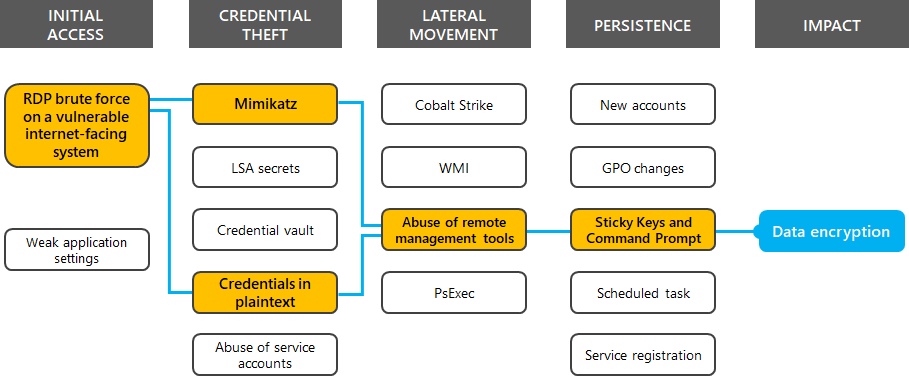 INITIAL
ACCESS
CREDENTIAL
THEFT
LATERAL
MOVEMENT
PERSISTENCE
IMPACT
RDP brute force
on a vulnerable
internet-facing
system
Weak application
settings
Mimikatz
LSA secrets
Credential vault
Credentials in
plaintext
Abuse of service
accounts
Cobalt Strike
WMI
Abuse of remote
management tools
PsExec
New accounts
GPO changes
Sticky Keys and
Command Prompt
Scheduled task
Service registration
Data encryption